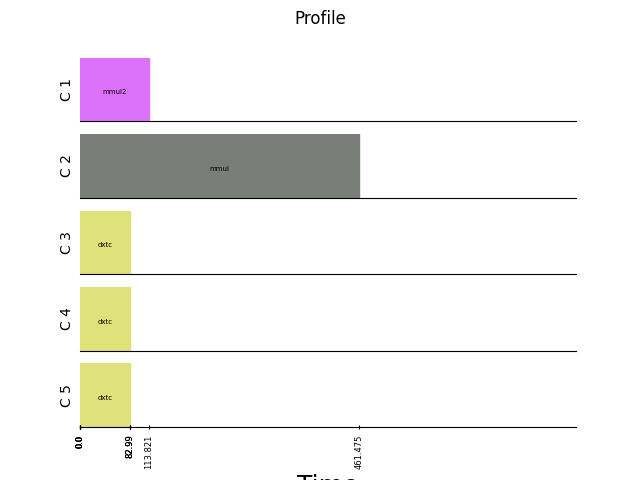 Profile
C 1
mmul2
C 2
mmul
C 3
dxtc
C 4
dxtc
C 5
dxtc
0.0
82.99
113.821
461.475
Time